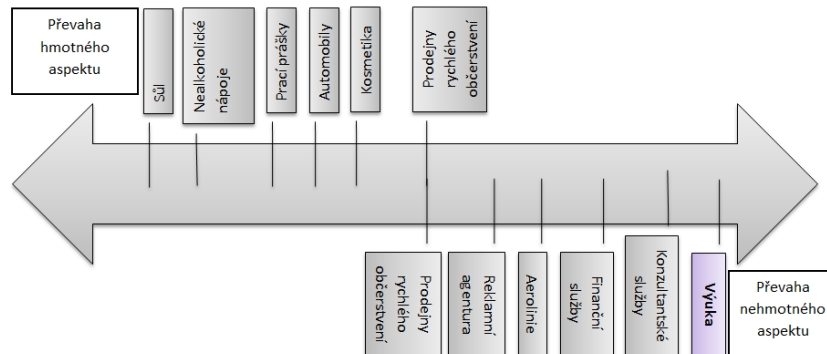 Převaha
hmotného
aspektu
Sůl
Nealkoholické
nápoje
Prací prášky
Automobily
Kosmetika
Prodejny
rychlého
občerstvení
Prodejny
rychlého
občerstvení
Reklamní
agentura
Aerolinie
Finanční
služby
Konzultantské
služby
Výuka
Převaha
nehmotného
aspektu